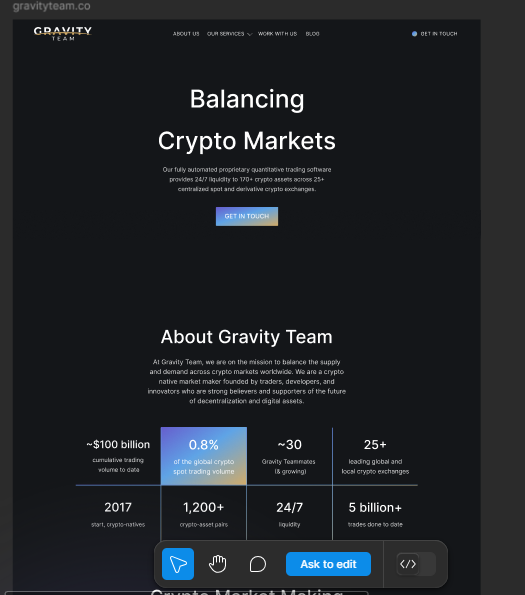 gravityteam.co
GRAVITY
TEAM
ABOUT US OUR SERVICES WORK WITH US BLOG
GET IN TOUCH
Balancing
Crypto Markets
Our fully automated proprietary quantitative trading software
provides 24/7 liquidity to 170+ crypto assets across 25+
centralized spot and derivative crypto exchanges.
GET IN TOUCH
About Gravity Team
At Gravity Team, we are on the mission to balance the supply
and demand across crypto markets worldwide. We are a crypto
native market maker founded by traders, developers, and
innovators who are strong believers and supporters of the future
of decentralization and digital assets.
~$100 billion
cumulative trading
volume to date
0.8%
of the global crypto
spot trading volume
~30
Gravity Teammates
(& growing)
25+
leading global and
local crypto exchanges
2017
start, crypto-natives
1,200+
crypto-asset pairs
24/7
liquidity
5 billion+
trades done to date
Ask to edit
</>
Crypto Market Making